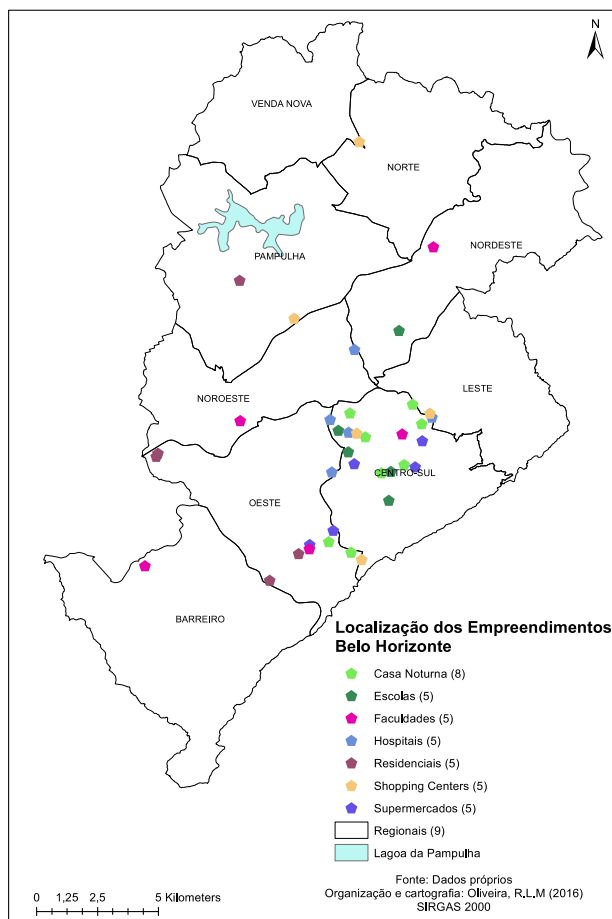 N
VENDA NOVA
NORTE
NORDESTE
PAMPULHA
LESTE
NOROESTE
CENTRO-SUL
OESTE
BARREIRO
Localização dos Empreendimentos
Belo Horizonte
Casa Noturna (8)
Escolas (5)
Faculdades (5)
Hospitais (5)
Residenciais (5)
Shopping Centers (5)
Supermercados (5)
Regionais (9)
Lagoa da Pampulha
Fonte: Dados próprios
Organização e cartografia: Oliveira, R.L.M (2016)
SIRGAS 2000
0 1,25 2,5 5 Kilometers